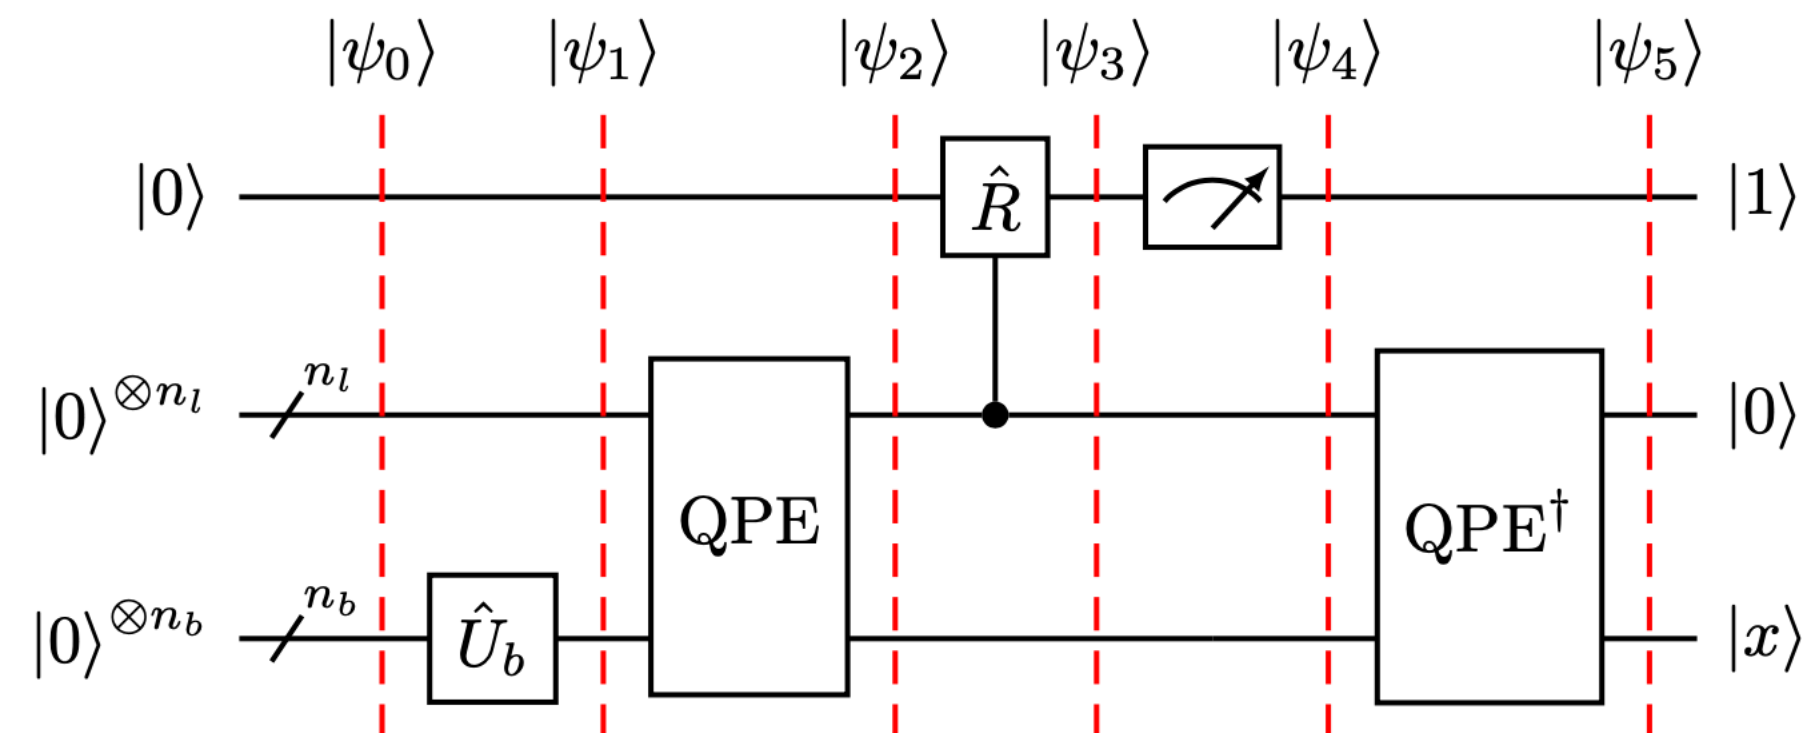 |ψ₀⟩ |ψ₁⟩ |ψ₂⟩ |ψ₃⟩ |ψ₄⟩ |ψ₅⟩
|0⟩ R̂ |1⟩
|0⟩^{⊗n_l} n_l |0⟩
QPE QPE†
|0⟩^{⊗n_b} n_b Û_b |x⟩